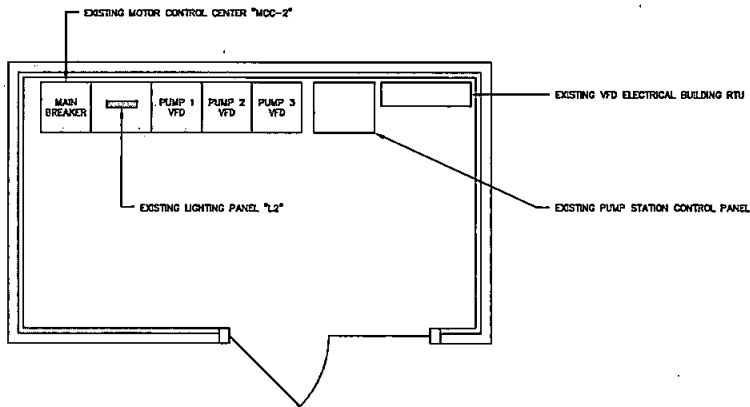 EXISTING MOTOR CONTROL CENTER "MCC-2"
MAIN
BREAKER
PUMP 1
VFD
PUMP 2
VFD
PUMP 3
VFD
EXISTING VFD ELECTRICAL BUILDING RTU
EXISTING LIGHTING PANEL "L2"
EXISTING PUMP STATION CONTROL PANEL